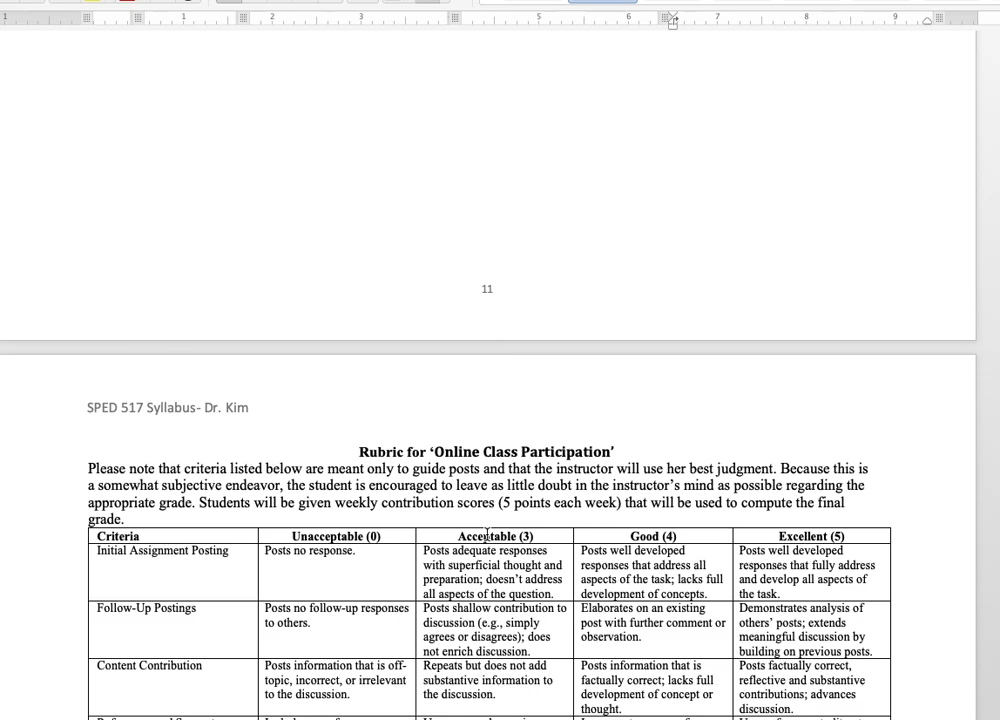 1 1 2 3 5 6 7 8 9
11
SPED 517 Syllabus- Dr. Kim
Rubric for ‘Online Class Participation’
Please note that criteria listed below are meant only to guide posts and that the instructor will use her best judgment. Because this is
a somewhat subjective endeavor, the student is encouraged to leave as little doubt in the instructor’s mind as possible regarding the
appropriate grade. Students will be given weekly contribution scores (5 points each week) that will be used to compute the final
grade.
Criteria
Unacceptable (0)
Acceptable (3)
Good (4)
Excellent (5)
Initial Assignment Posting
Posts no response.
Posts adequate responses
with superficial thought and
preparation; doesn’t address
all aspects of the question.
Posts well developed
responses that address all
aspects of the task; lacks full
development of concepts.
Posts well developed
responses that fully address
and develop all aspects of
the task.
Follow-Up Postings
Posts no follow-up responses
to others.
Posts shallow contribution to
discussion (e.g., simply
agrees or disagrees); does
not enrich discussion.
Elaborates on an existing
post with further comment or
observation.
Demonstrates analysis of
others’ posts; extends
meaningful discussion by
building on previous posts.
Content Contribution
Posts information that is off-
topic, incorrect, or irrelevant
to the discussion.
Repeats but does not add
substantive information to
the discussion.
Posts information that is
factually correct; lacks full
development of concept or
thought.
Posts factually correct,
reflective and substantive
contributions; advances
discussion.